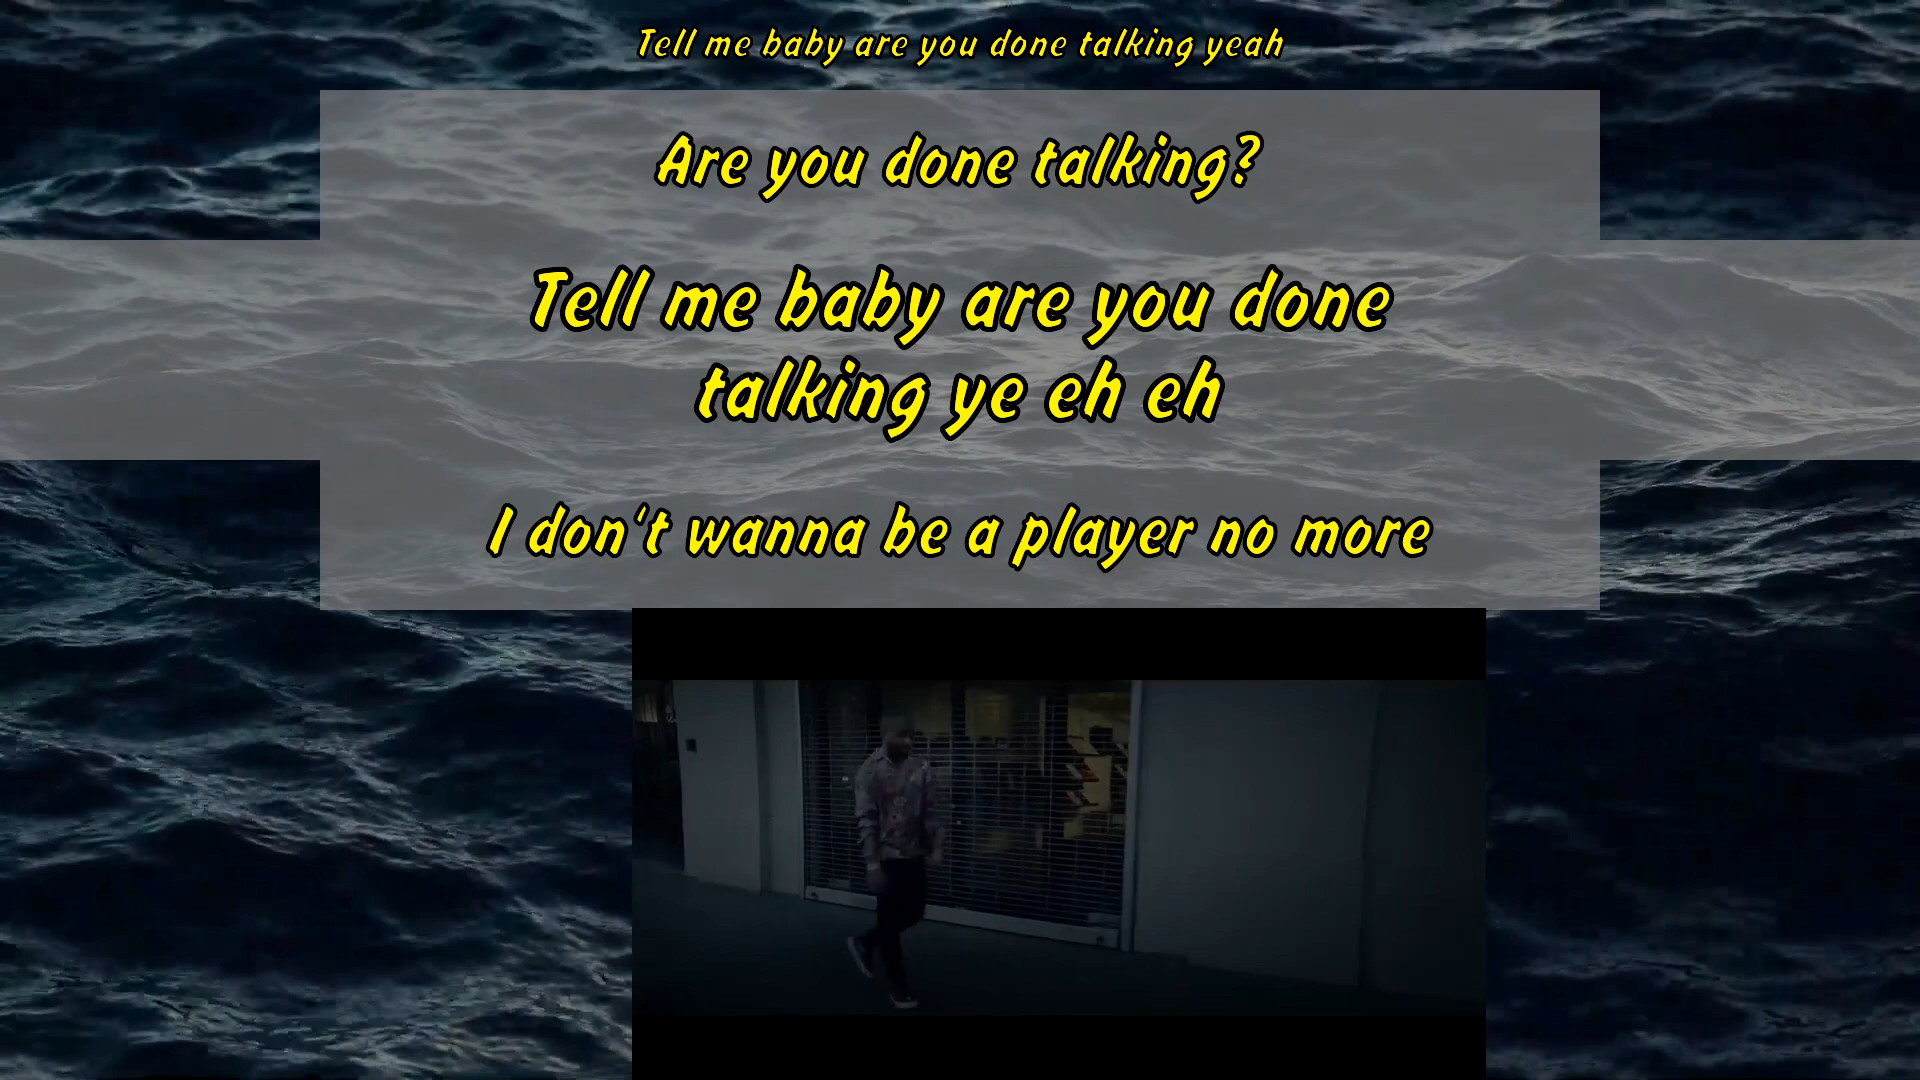 Tell me baby are you done talking yeah
Are you done talking?
Tell me baby are you done
talking ye eh eh
I don't wanna be a player no more